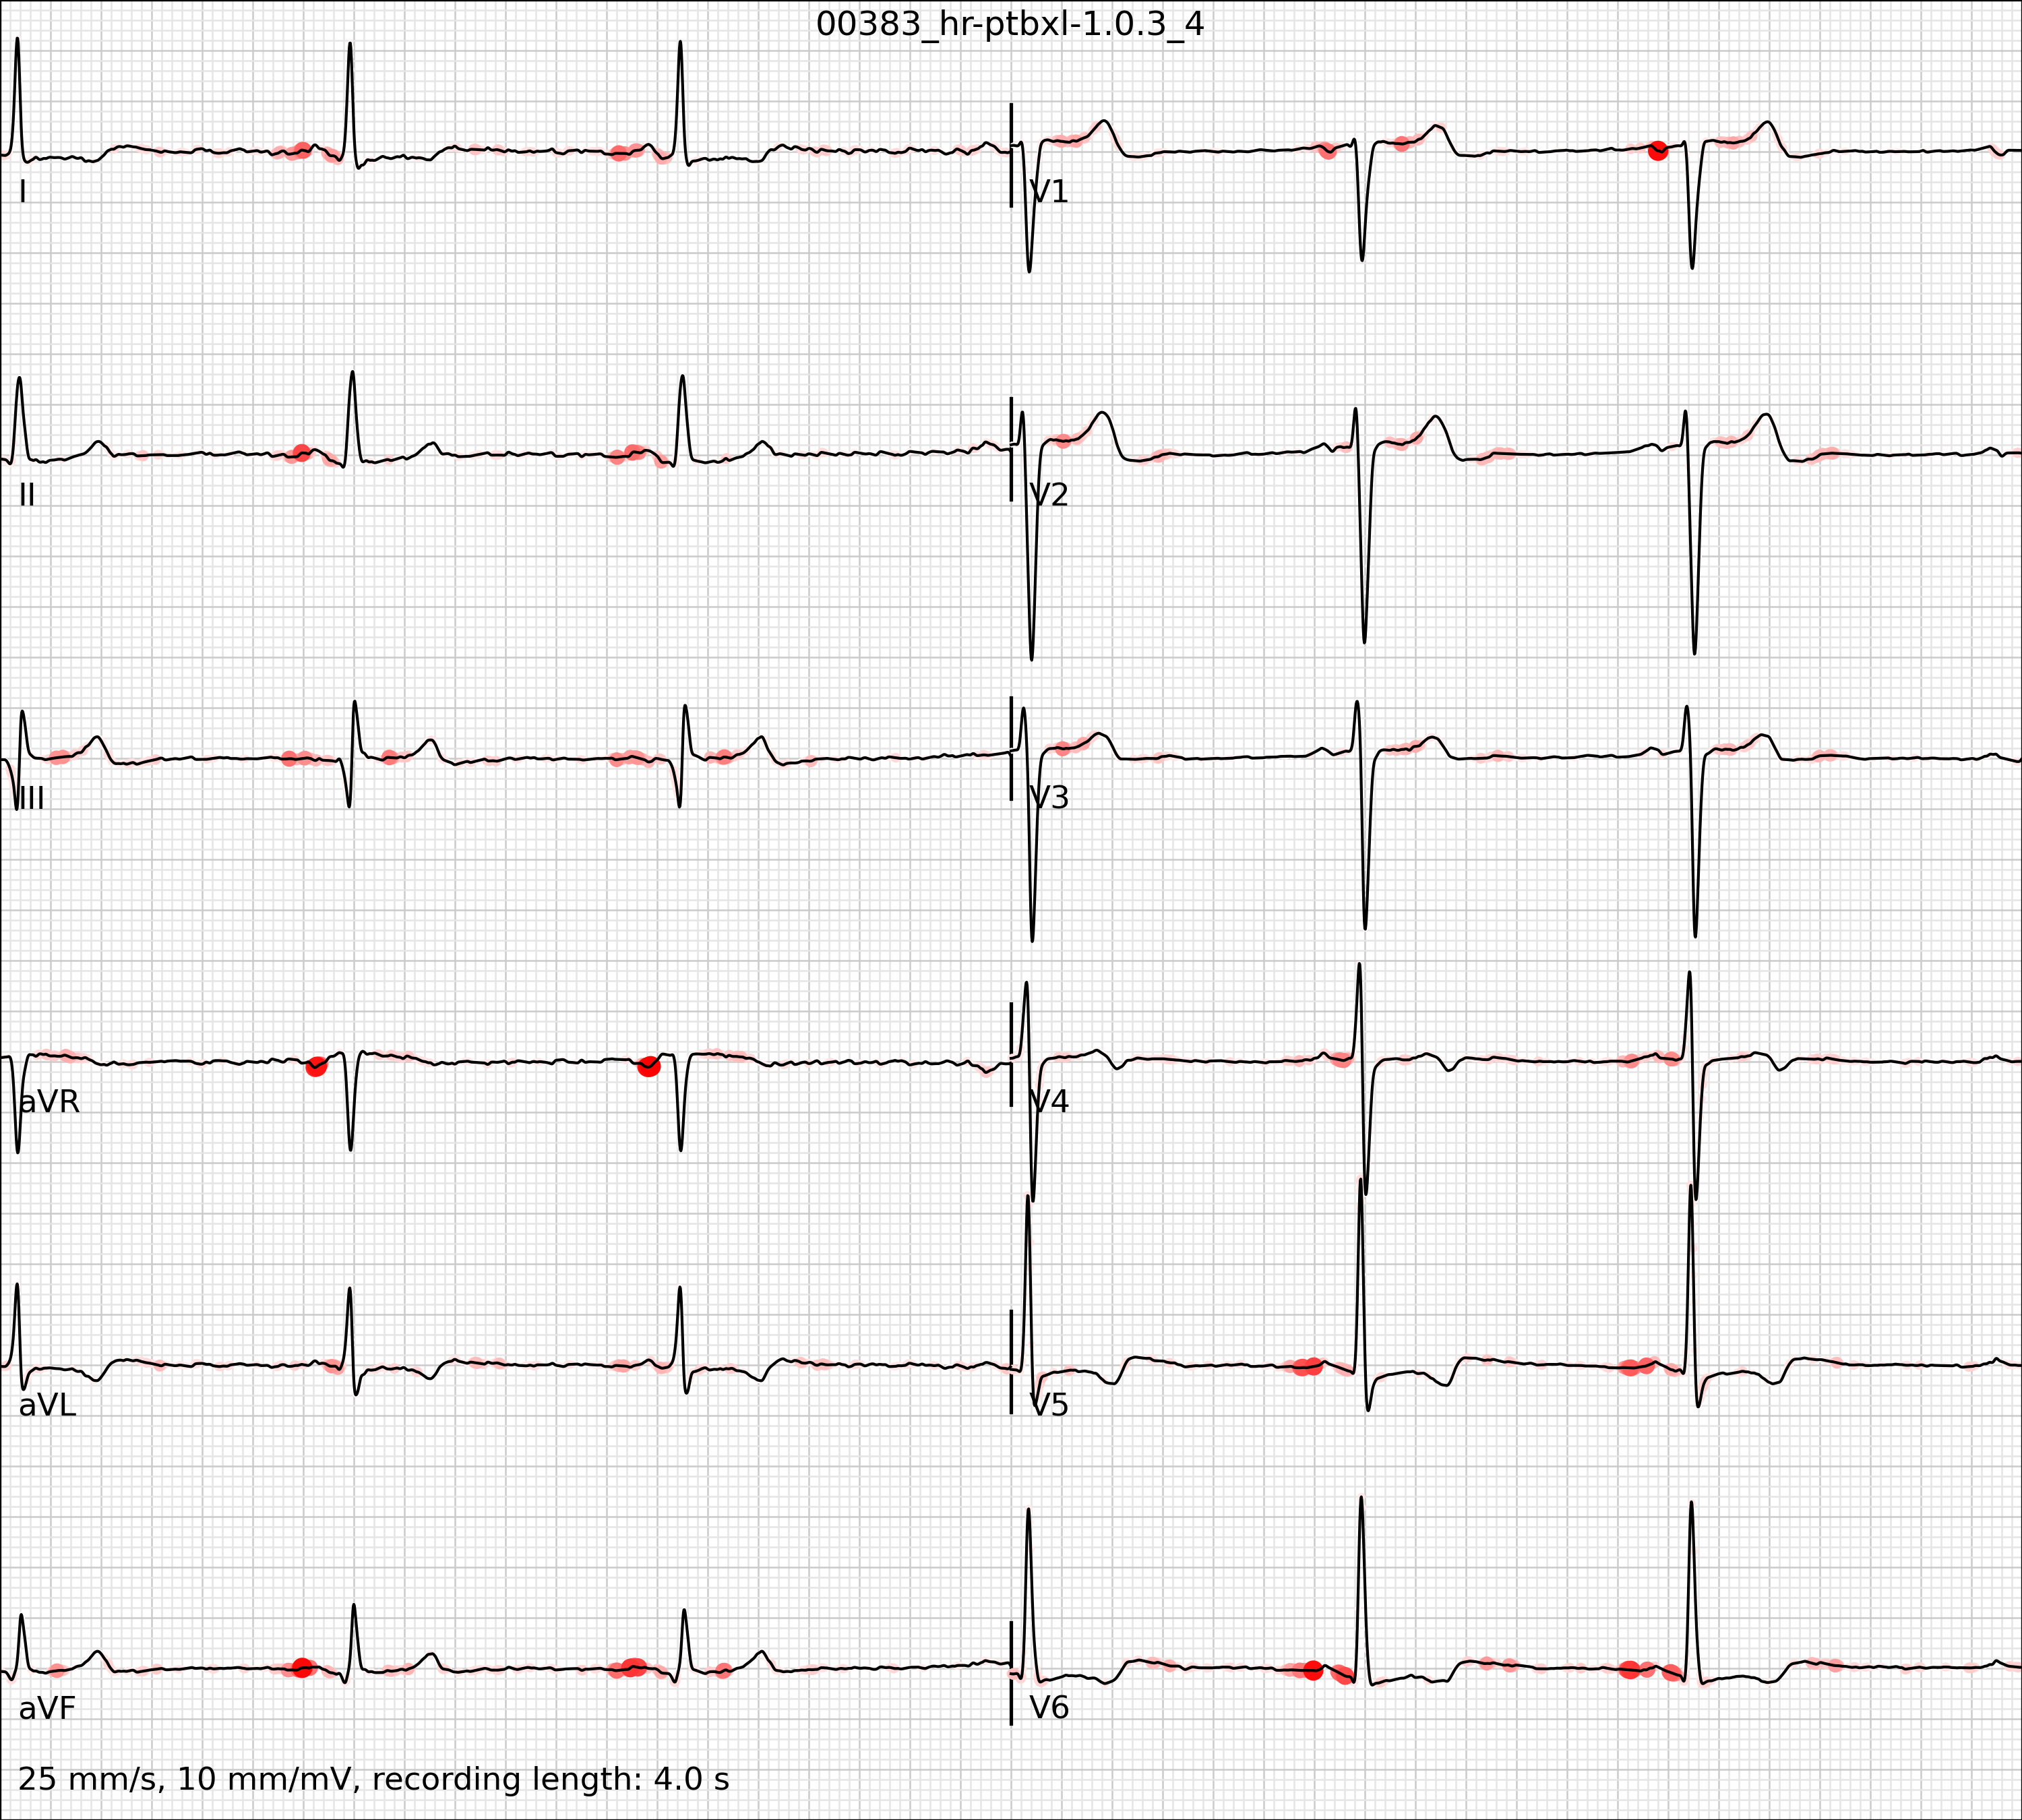 00383_hr-ptbxl-1.0.3_4
I
V1
II
V2
III
V3
aVR
V4
aVL
V5
aVF
V6
25 mm/s, 10 mm/mV, recording length: 4.0 s